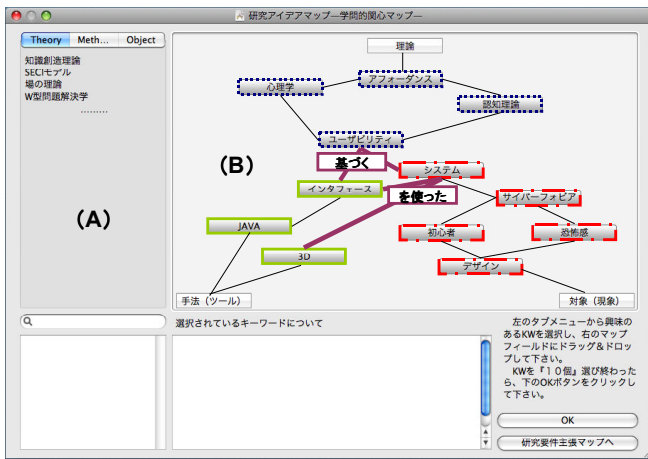 研究アイデアマップ―学問的関心マップ―
Theory Meth... Object
知識創造理論
SECIモデル
場の理論
W型問題解決学
.........
(A)
理論
アフォーダンス
心理学
認知理論
ユーザビリティ
(B)
基づく
システム
インタフェース
を使った
サイバーフォビア
JAVA
初心者
恐怖感
3D
デザイン
手法（ツール）
対象（現象）
選択されているキーワードについて
左のタブメニューから興味の
あるKWを選択し、右のマップ
フィールドにドラッグ＆ドロッ
プして下さい。
KWを『１０個』選び終わった
ら、下のOKボタンをクリックし
て下さい。
OK
研究要件主張マップへ